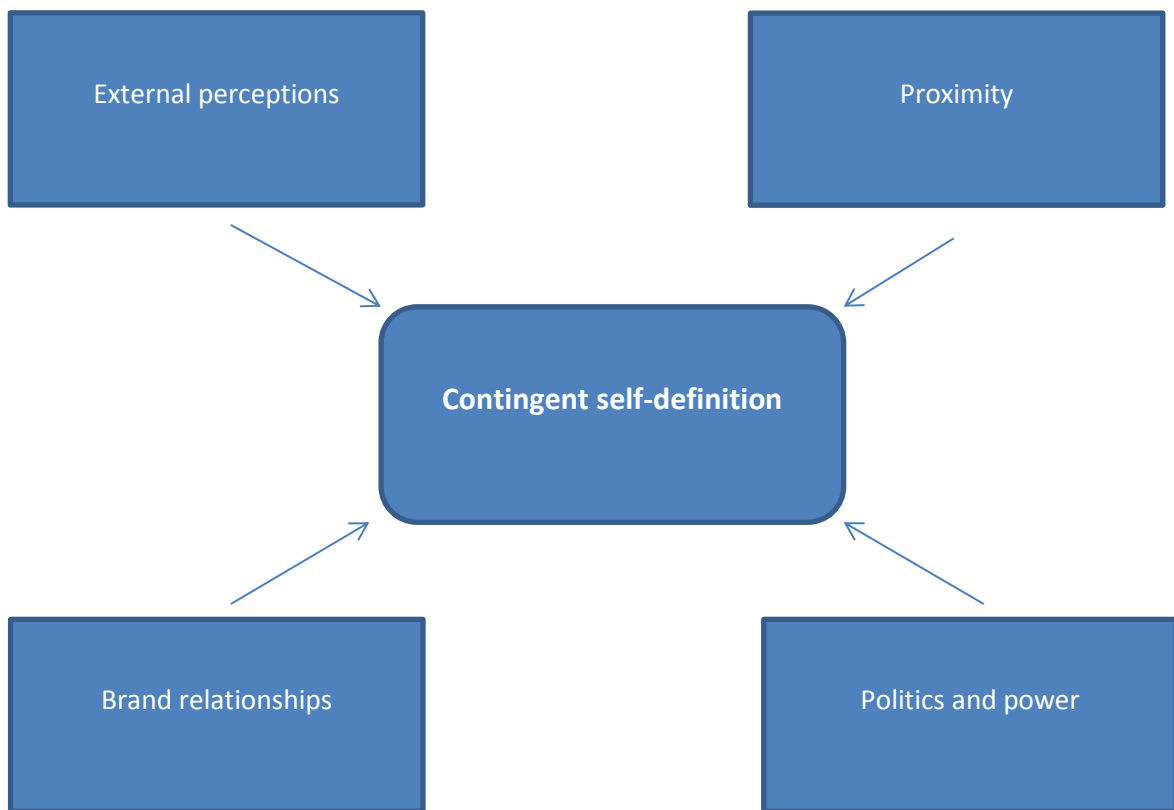 External perceptions
Proximity
Contingent self-definition
Brand relationships
Politics and power